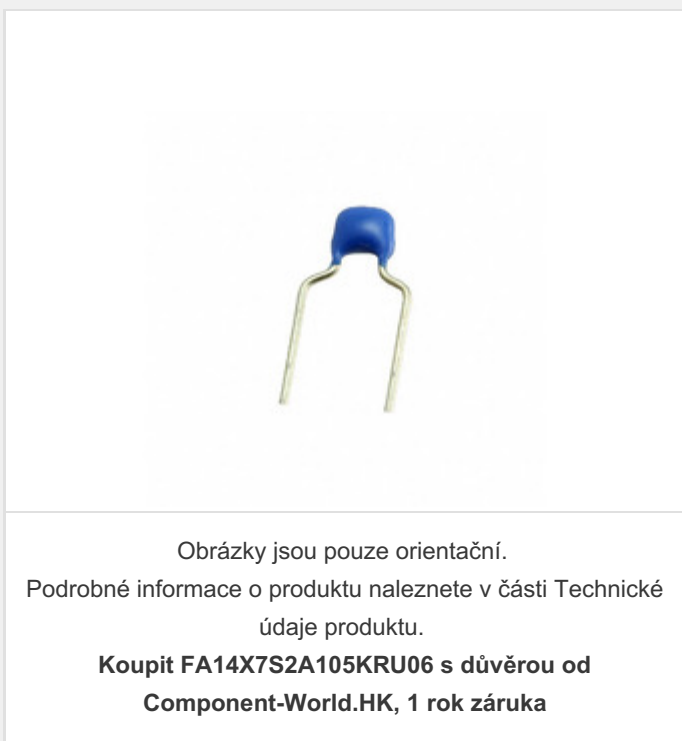 Obrázky jsou pouze orientační.
Podrobné informace o produktu naleznete v části Technické
údaje produktu.
Koupit FA14X7S2A105KRU06 s důvěrou od
Component-World.HK, 1 rok záruka